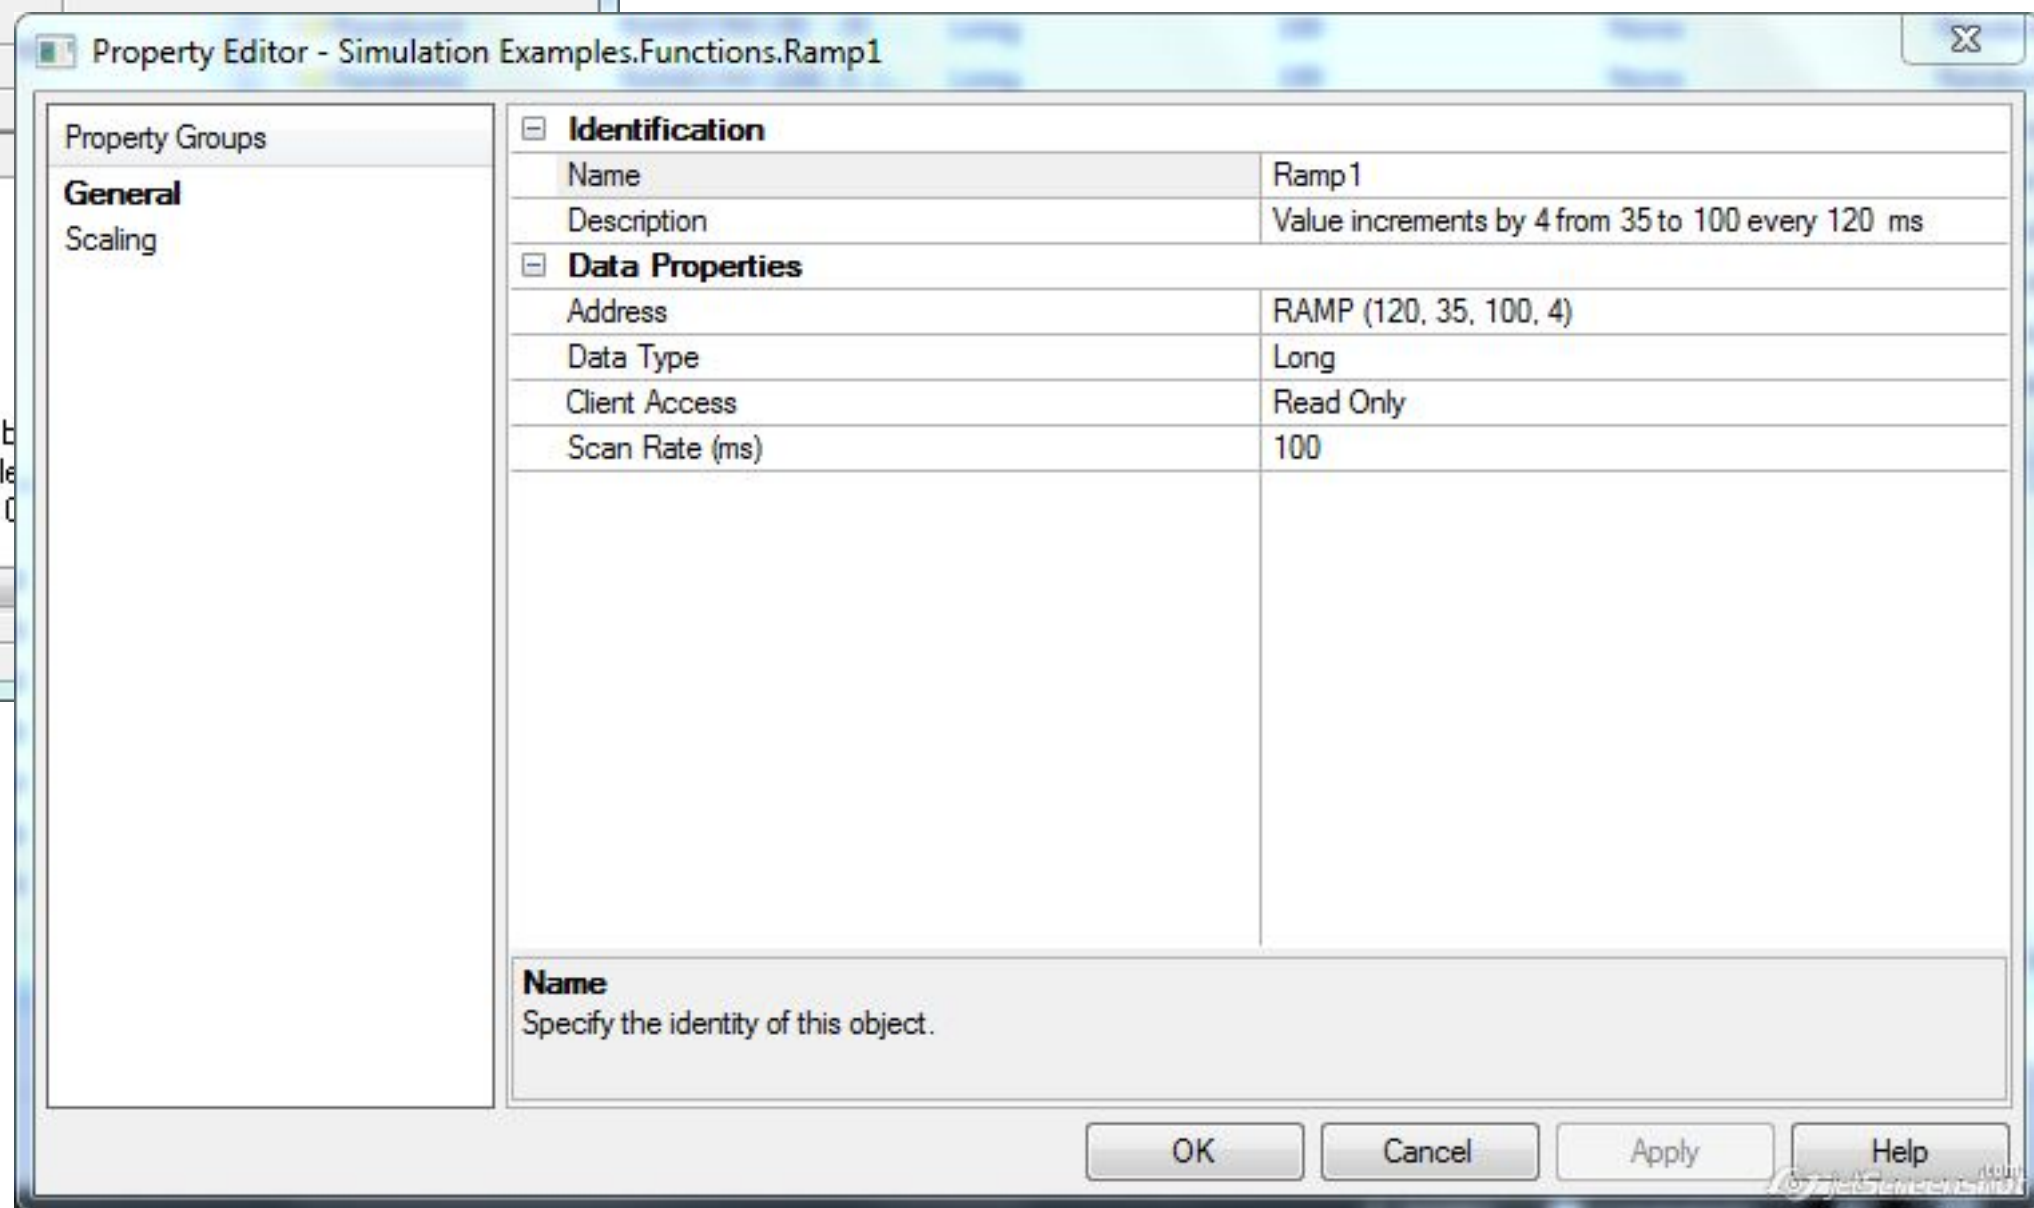 Property Editor - Simulation Examples.Functions.Ramp1
Property Groups
General
Scaling
Identification
Name Ramp1
Description Value increments by 4 from 35 to 100 every 120 ms
Data Properties
Address RAMP (120, 35, 100, 4)
Data Type Long
Client Access Read Only
Scan Rate (ms) 100
Name
Specify the identity of this object.
OK Cancel Apply Help
jetScreenshot
.com